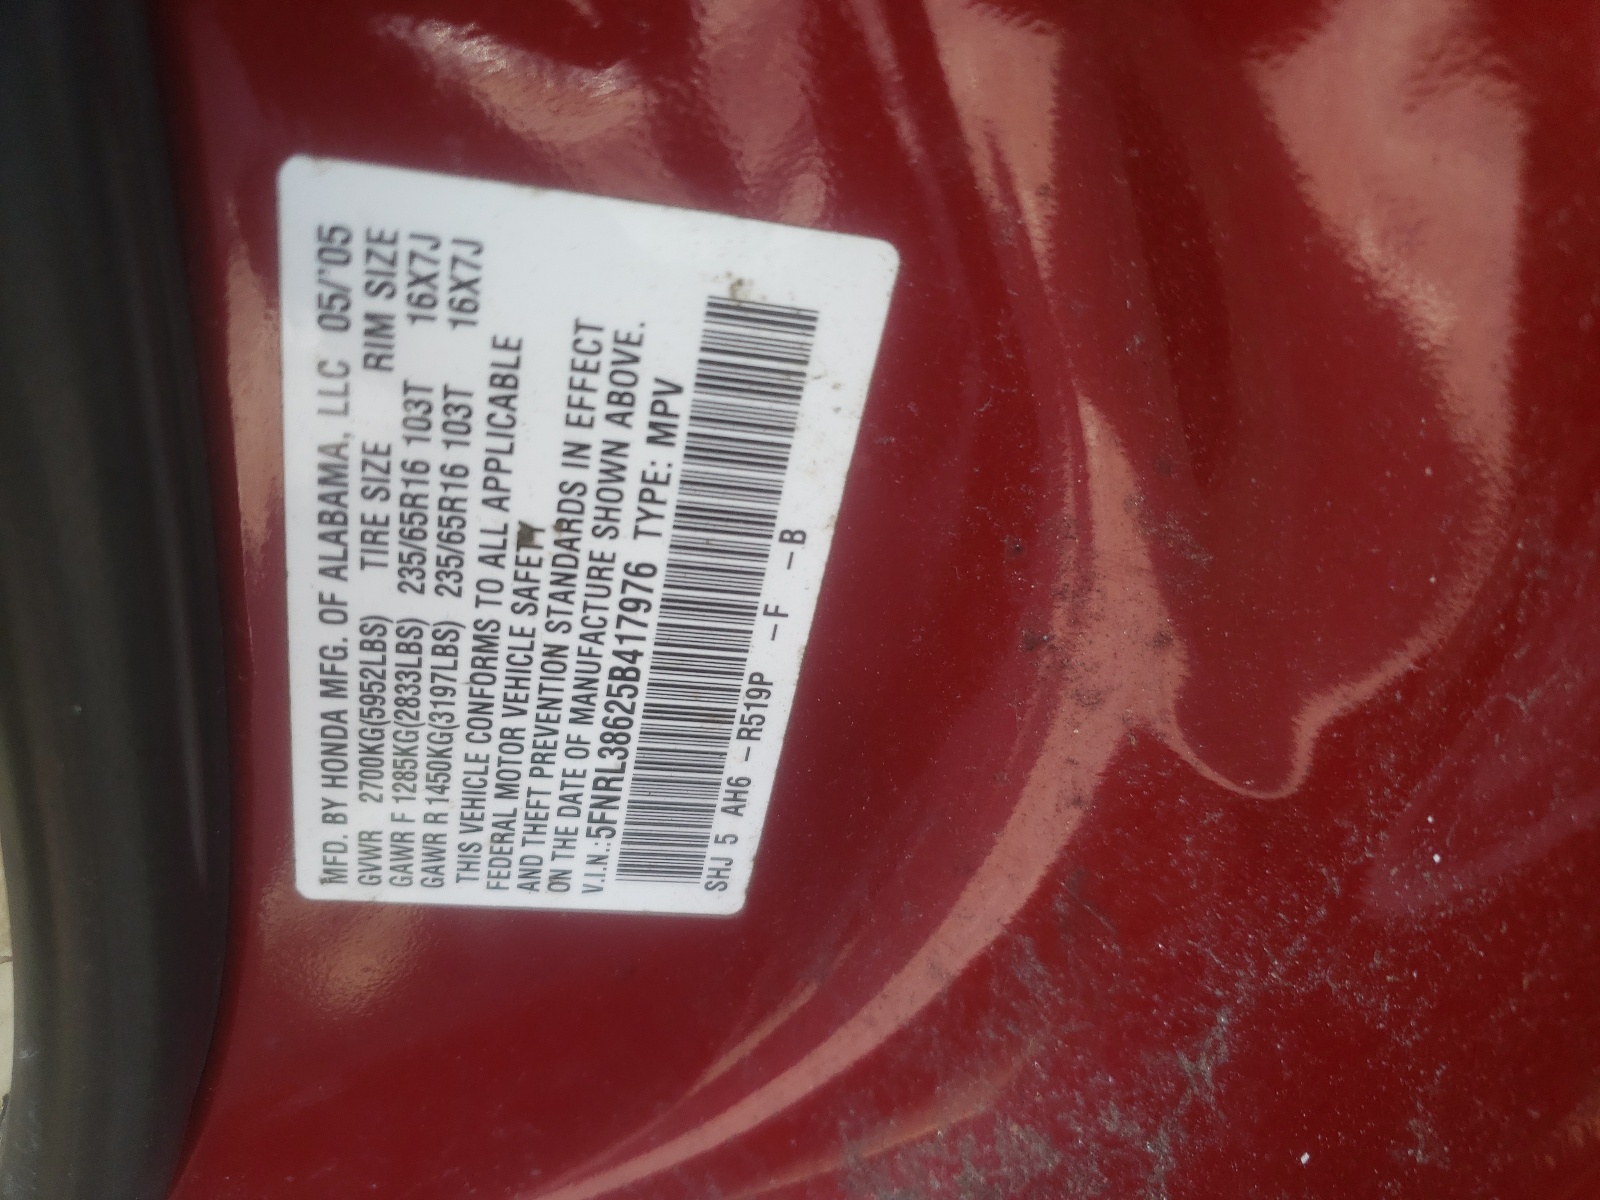 MFD. BY HONDA MFG. OF ALABAMA, LLC 05/'05
GVWR 2700KG(5952LBS) TIRE SIZE RIM SIZE
GAWR F 1285KG(2833LBS) 235/65R16 103T 16X7J
GAWR R 1450KG(3197LBS) 235/65R16 103T 16X7J
THIS VEHICLE CONFORMS TO ALL APPLICABLE
FEDERAL MOTOR VEHICLE SAFETY
AND THEFT PREVENTION STANDARDS IN EFFECT
ON THE DATE OF MANUFACTURE SHOWN ABOVE.
V.I.N.:5FNRL38625B417976 TYPE: MPV
SHJ 5 AH6 -R519P -F -B